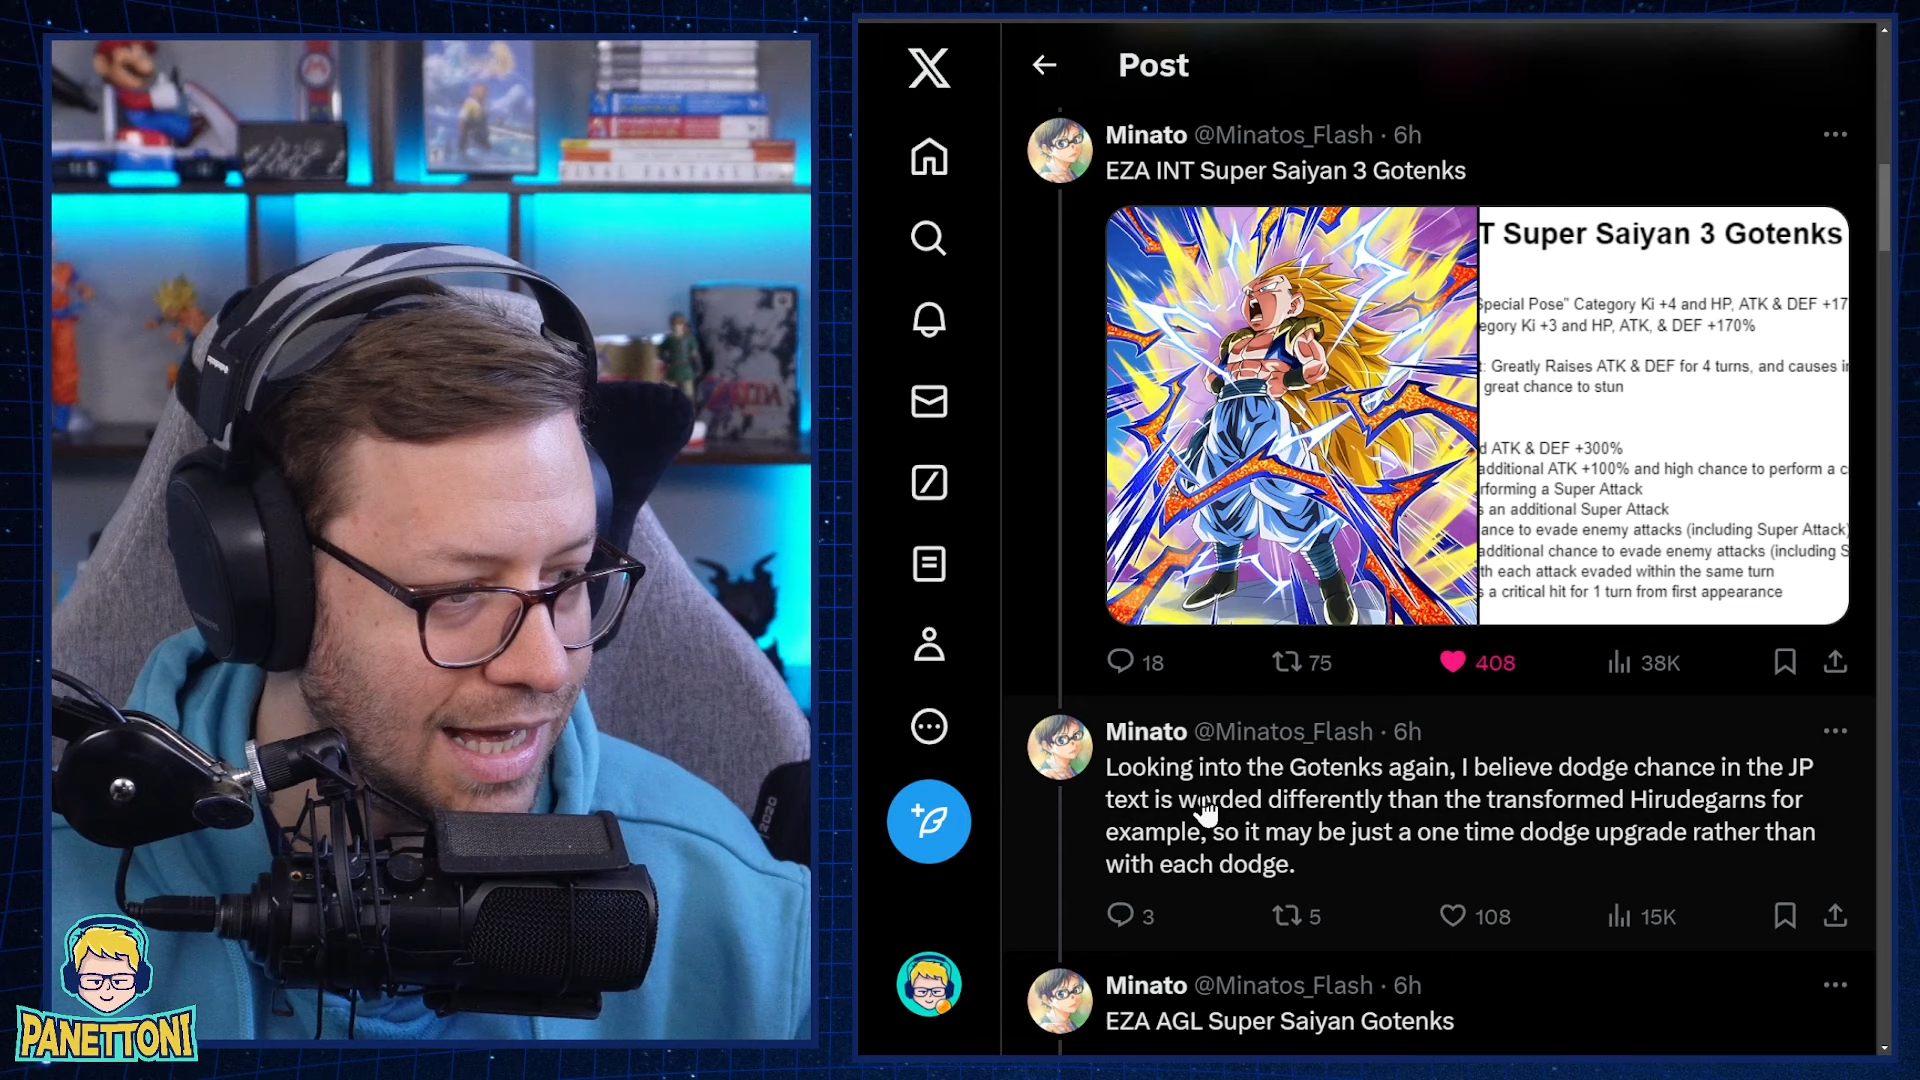 Post
Minato @Minatos_Flash · 6h
EZA INT Super Saiyan 3 Gotenks
T Super Saiyan 3 Gotenks
Special Pose" Category Ki +4 and HP, ATK & DEF +17
egory Ki +3 and HP, ATK, & DEF +170%
: Greatly Raises ATK & DEF for 4 turns, and causes i
great chance to stun
d ATK & DEF +300%
additional ATK +100% and high chance to perform a c
rforming a Super Attack
s an additional Super Attack
ance to evade enemy attacks (including Super Attack)
additional chance to evade enemy attacks (including S
th each attack evaded within the same turn
s a critical hit for 1 turn from first appearance
18 75 408 38K
Minato @Minatos_Flash · 6h
Looking into the Gotenks again, I believe dodge chance in the JP
text is worded differently than the transformed Hirudegarns for
example, so it may be just a one time dodge upgrade rather than
with each dodge.
3 5 108 15K
Minato @Minatos_Flash · 6h
EZA AGL Super Saiyan Gotenks
FINAL FANTASY
ZELDA
2020
PANETTONI